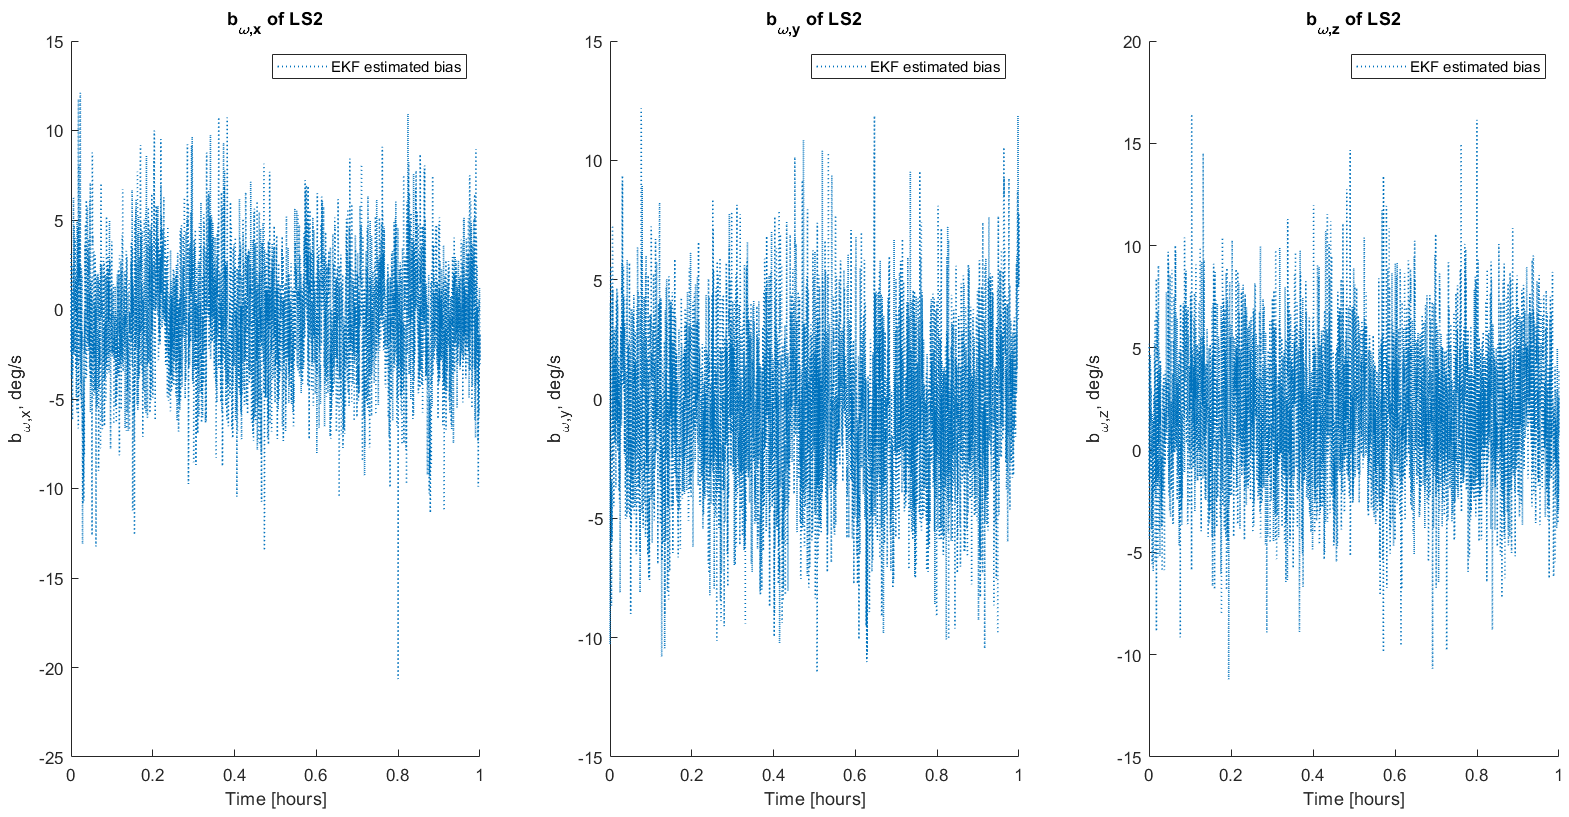 b_ω,x of LS2
EKF estimated bias
15
10
5
0
-5
-10
-15
-20
-25
b_ω,x, deg/s
0 0.2 0.4 0.6 0.8 1
Time [hours]
b_ω,y of LS2
EKF estimated bias
15
10
5
0
-5
-10
-15
b_ω,y, deg/s
0 0.2 0.4 0.6 0.8 1
Time [hours]
b_ω,z of LS2
EKF estimated bias
20
15
10
5
0
-5
-10
-15
b_ω,z, deg/s
0 0.2 0.4 0.6 0.8 1
Time [hours]